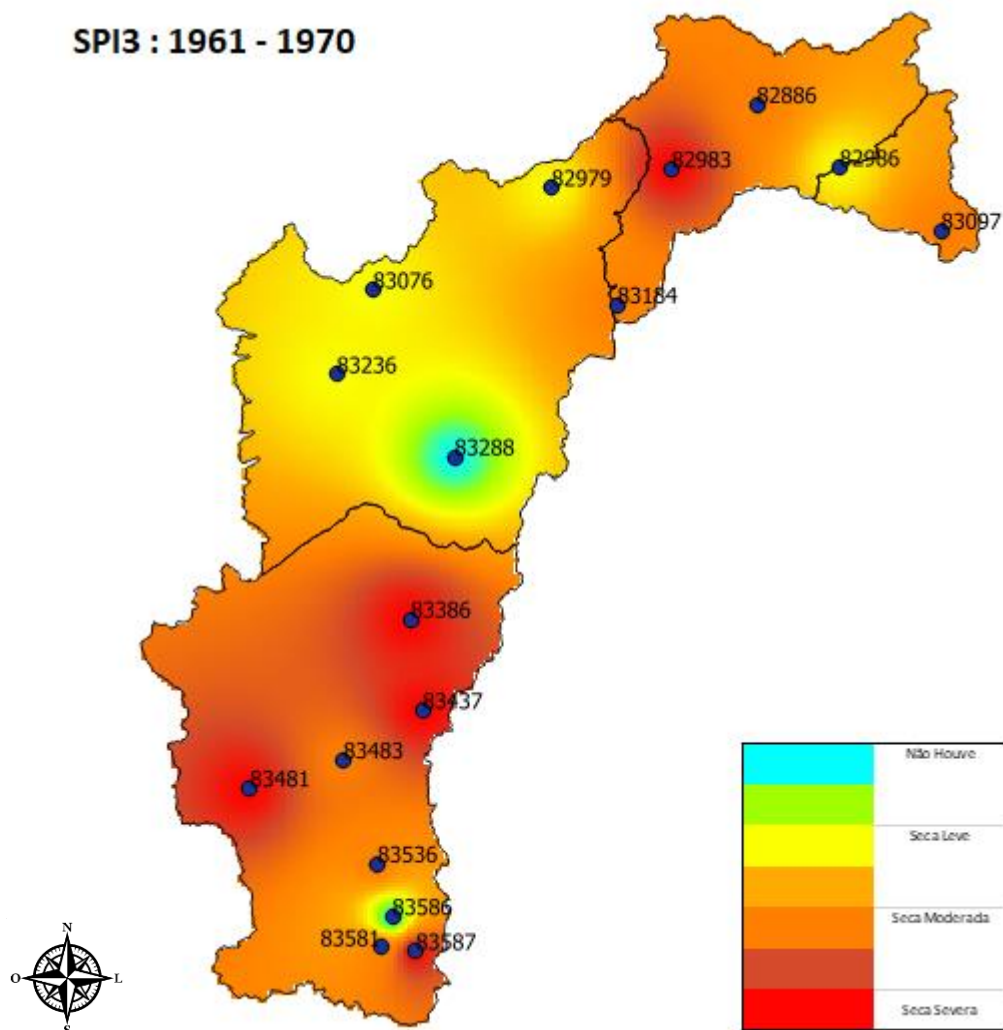 SPI3 : 1961 - 1970
82886
82983
82986
82979
83097
83076
83184
83236
83288
83386
83437
83483
83481
83536
83586
83581
83587
Não Houve
Seca Leve
Seca Moderada
Seca Severa
N
O
L
S